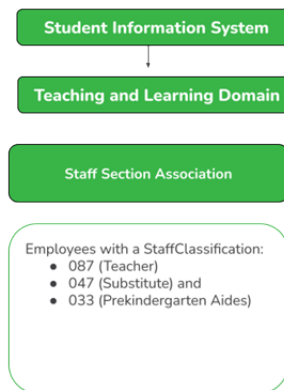 Student Information System
Teaching and Learning Domain
Staff Section Association
Employees with a StaffClassification:
● 087 (Teacher)
● 047 (Substitute) and
● 033 (Prekindergarten Aides)